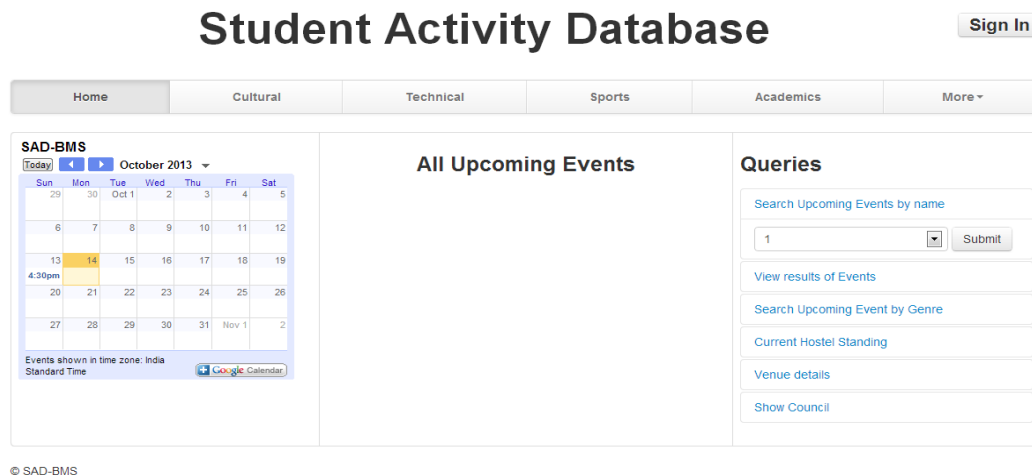 Student Activity Database
Sign In
Home Cultural Technical Sports Academics More
SAD-BMS
Today October 2013
Sun Mon Tue Wed Thu Fri Sat
29 30 Oct 1 2 3 4 5
6 7 8 9 10 11 12
13 14 15 16 17 18 19
4:30pm
20 21 22 23 24 25 26
27 28 29 30 31 Nov 1 2
Events shown in time zone: India
Standard Time
Google Calendar
All Upcoming Events
Queries
Search Upcoming Events by name
1 Submit
View results of Events
Search Upcoming Event by Genre
Current Hostel Standing
Venue details
Show Council
© SAD-BMS